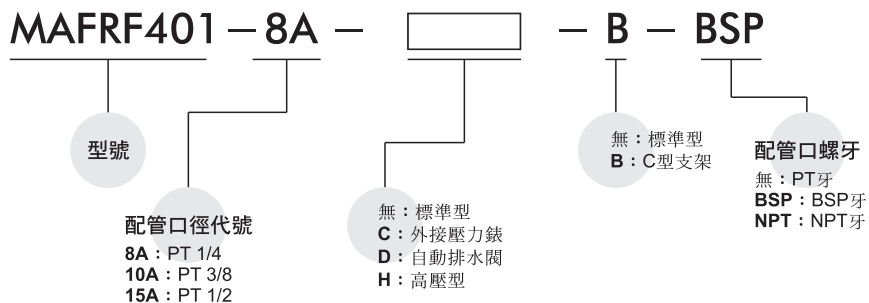 MAFRF401 — 8A — — B — BSP
型號
配管口徑代號
8A：PT 1/4
10A：PT 3/8
15A：PT 1/2
無：標準型
C：外接壓力錶
D：自動排水閥
H：高壓型
無：標準型
B：C型支架
配管口螺牙
無：PT牙
BSP：BSP牙
NPT：NPT牙